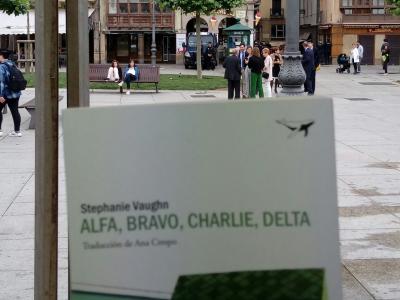 Stephanie Vaughn
ALFA, BRAVO, CHARLIE, DELTA
Traducción de Ana Crespo